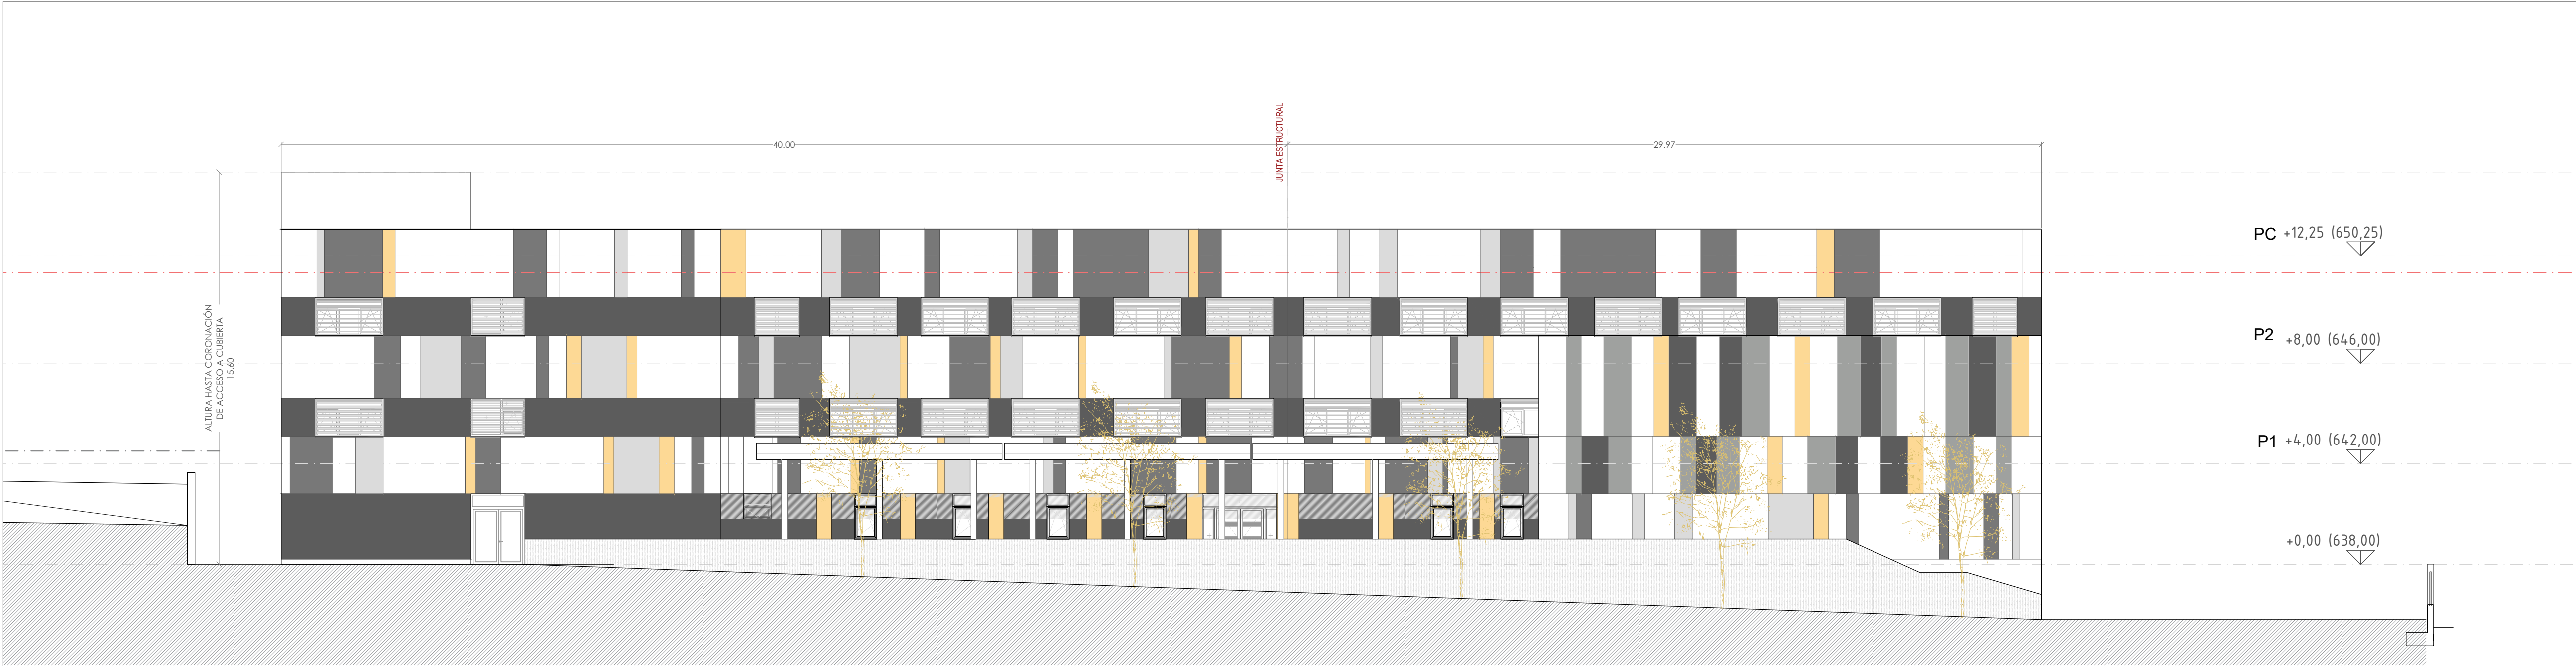 40.00
JUNTA ESTRUCTURAL
29.97
ALTURA HASTA CORONACIÓN
DE ACCESO A CUBIERTA
15.60
PC +12,25 (650,25)
P2 +8,00 (646,00)
P1 +4,00 (642,00)
+0,00 (638,00)